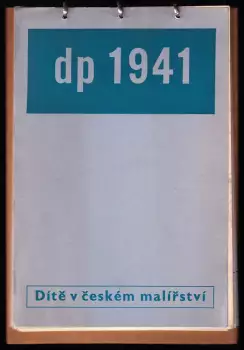 dp 1941
Dítě v českém malířství